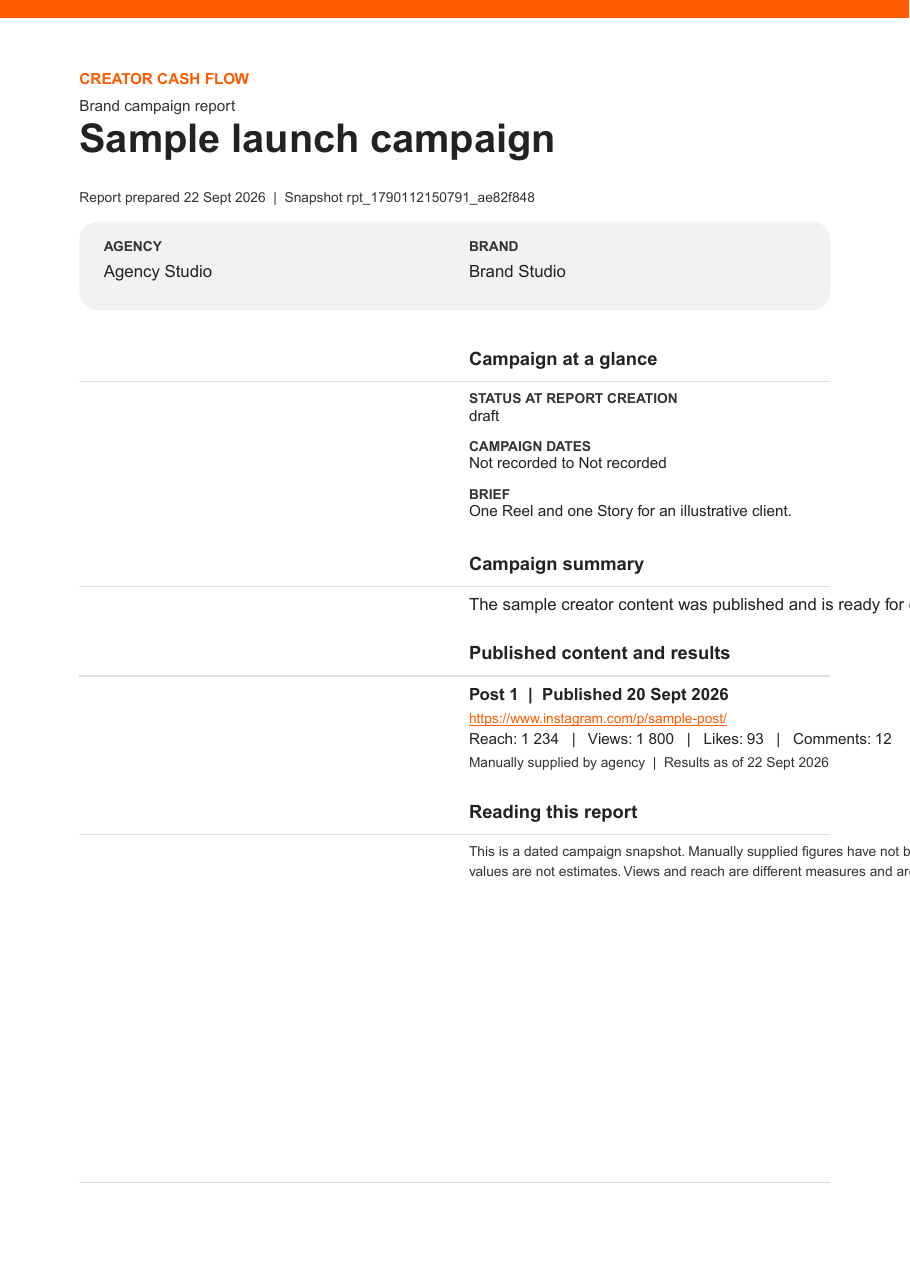 CREATOR CASH FLOW
Brand campaign report
Sample launch campaign
Report prepared 22 Sept 2026 | Snapshot rpt_1790112150791_ae82f848
AGENCY
Agency Studio
BRAND
Brand Studio
Campaign at a glance
STATUS AT REPORT CREATION
draft
CAMPAIGN DATES
Not recorded to Not recorded
BRIEF
One Reel and one Story for an illustrative client.
Campaign summary
The sample creator content was published and is ready for
Published content and results
Post 1 | Published 20 Sept 2026
https://www.instagram.com/p/sample-post/
Reach: 1 234 | Views: 1 800 | Likes: 93 | Comments: 12
Manually supplied by agency | Results as of 22 Sept 2026
Reading this report
This is a dated campaign snapshot. Manually supplied figures have not
values are not estimates. Views and reach are different measures and